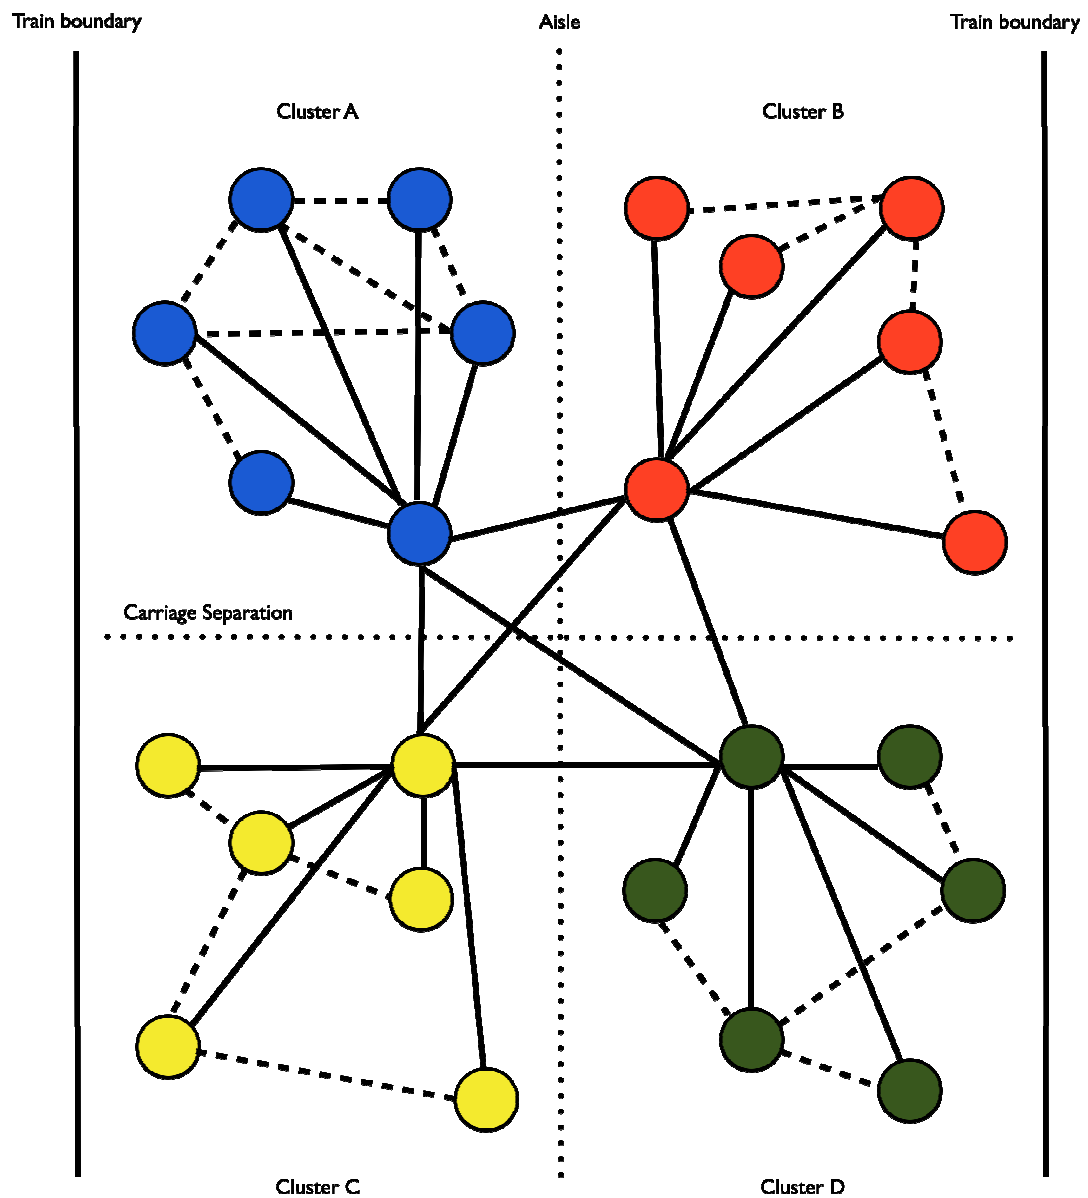 Train boundary
Aisle
Train boundary
Cluster A
Cluster B
Carriage Separation
Cluster C
Cluster D